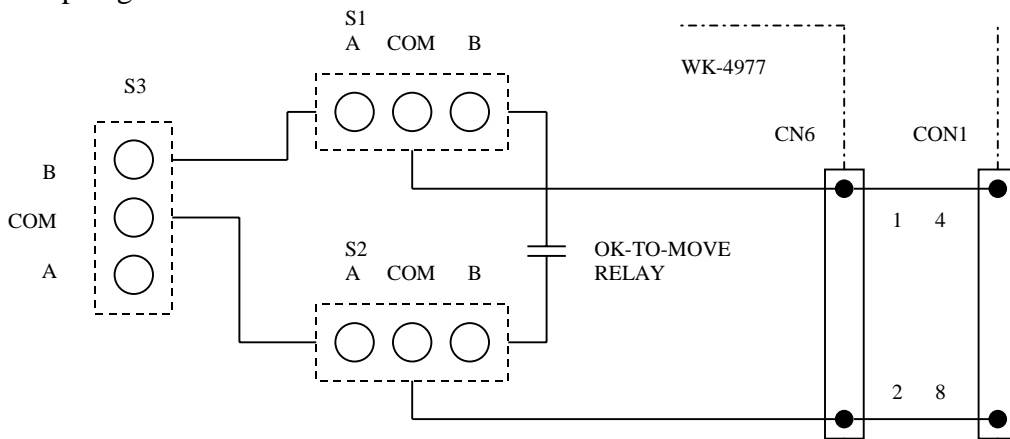 S1
A COM B
WK-4977
S3
CN6 CON1
B
COM
A
1 4
S2
A COM B
OK-TO-MOVE
RELAY
2 8